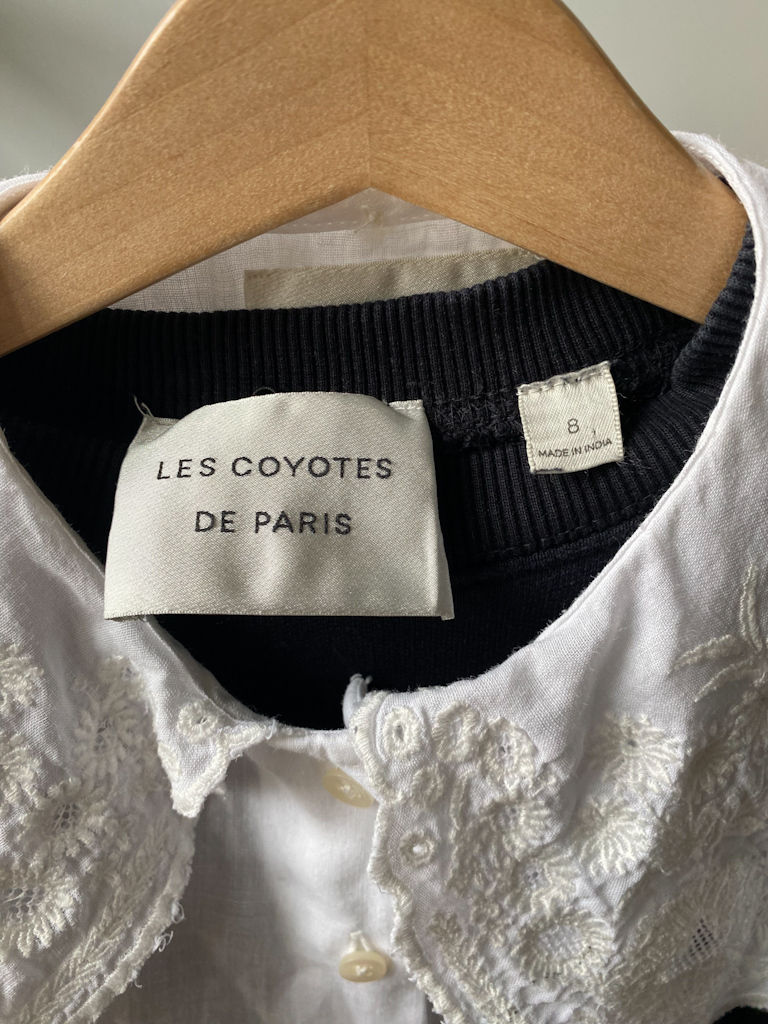 LES COYOTES
DE PARIS
8
MADE IN INDIA